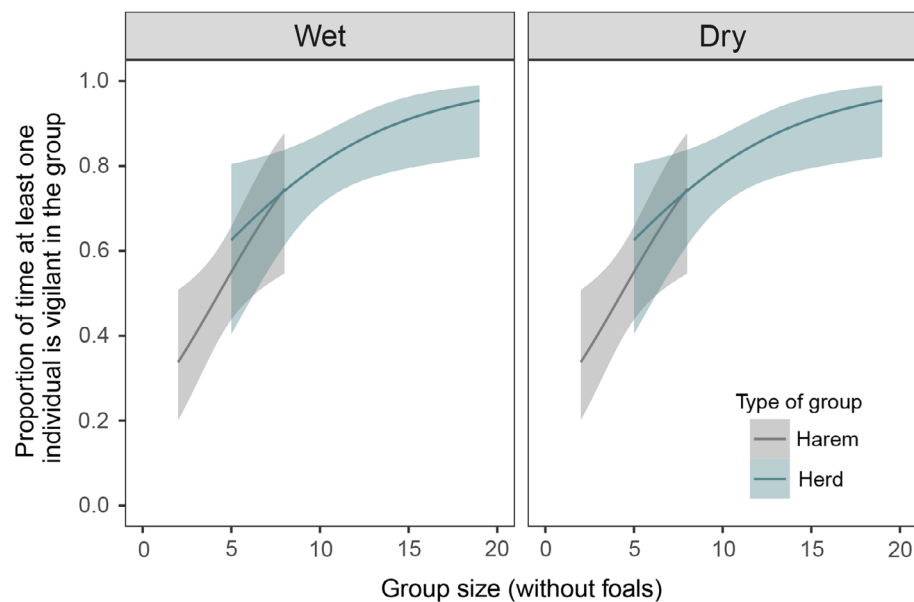 Wet
Dry
Proportion of time at least one
individual is vigilant in the group
1.0
0.8
0.6
0.4
0.2
0.0
0 5 10 15 20
0 5 10 15 20
Type of group
Harem
Herd
Group size (without foals)